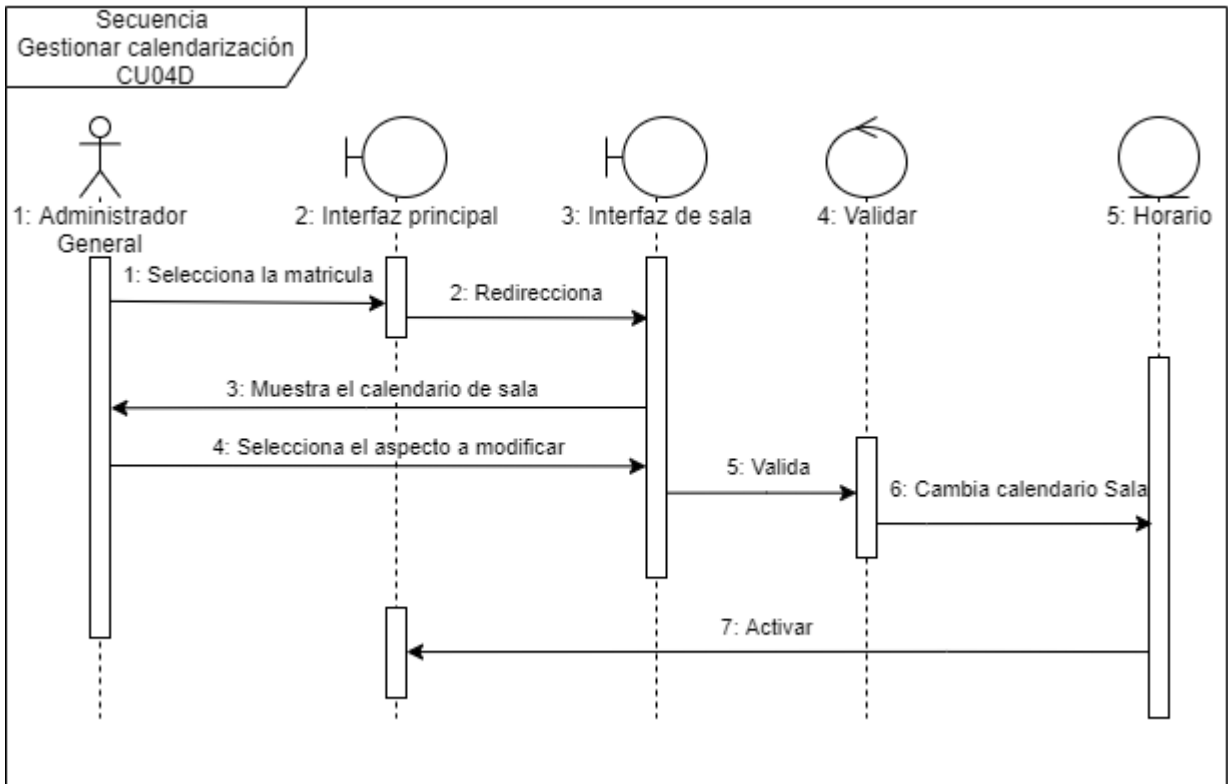 Secuencia
Gestionar calendarización
CU04D
1: Administrador
General
2: Interfaz principal
3: Interfaz de sala
4: Validar
5: Horario
1: Selecciona la matricula
2: Redirecciona
3: Muestra el calendario de sala
4: Selecciona el aspecto a modificar
5: Valida
6: Cambia calendario Sala
7: Activar